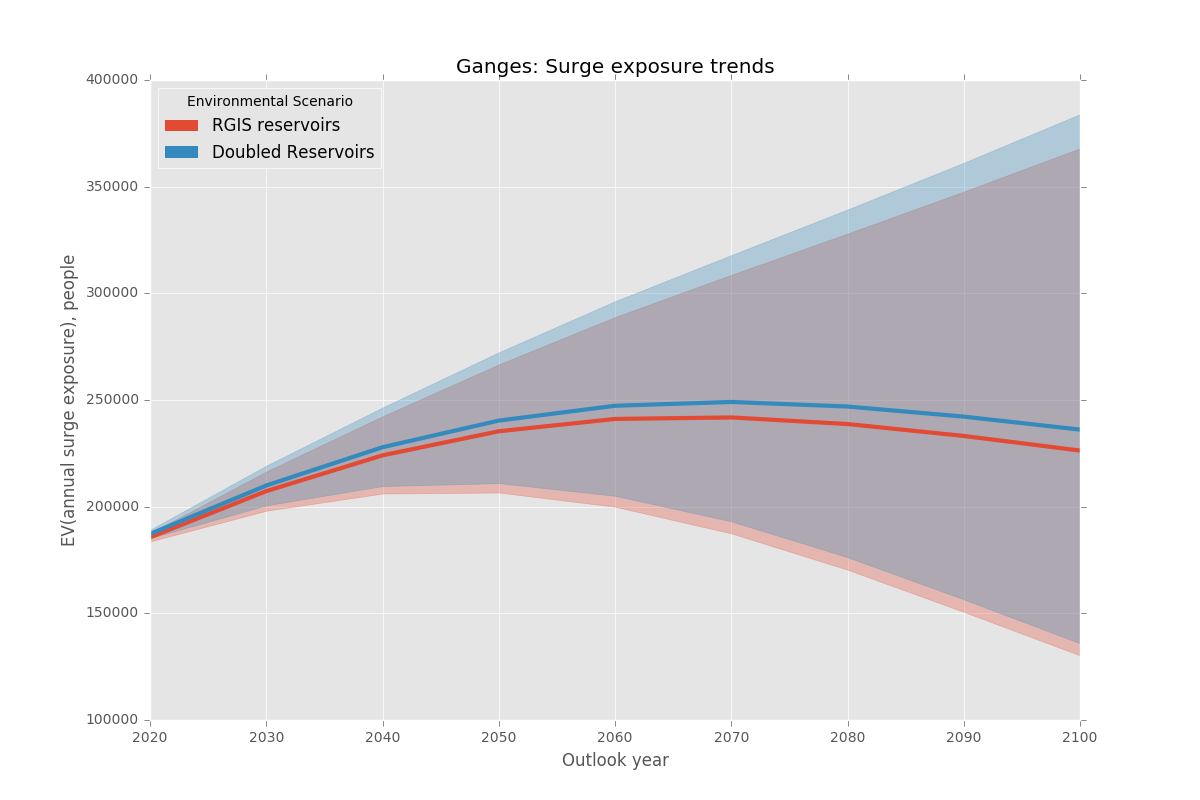 Ganges: Surge exposure trends
Environmental Scenario
RGIS reservoirs
Doubled Reservoirs
EV(annual surge exposure), people
400000
350000
300000
250000
200000
150000
100000
2020 2030 2040 2050 2060 2070 2080 2090 2100
Outlook year